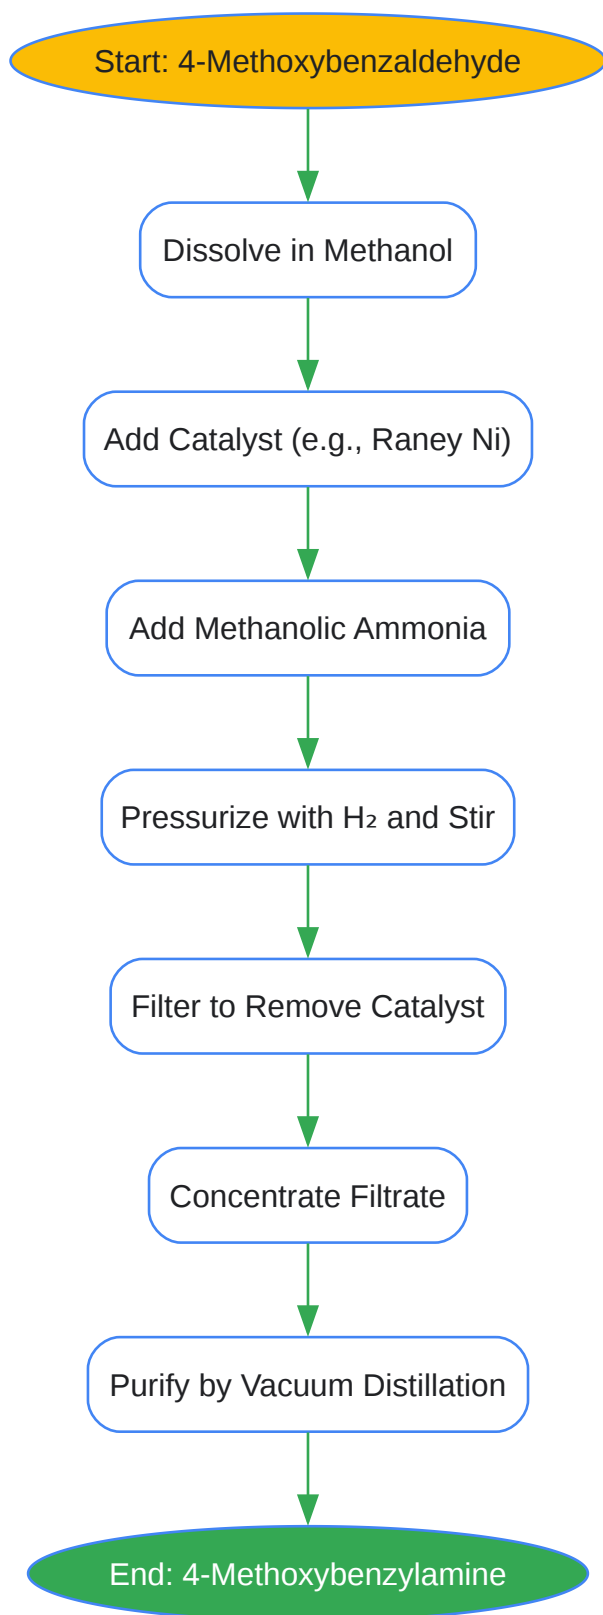 Start: 4-Methoxybenzaldehyde
Dissolve in Methanol
Add Catalyst (e.g., Raney Ni)
Add Methanolic Ammonia
Pressurize with H₂ and Stir
Filter to Remove Catalyst
Concentrate Filtrate
Purify by Vacuum Distillation
End: 4-Methoxybenzylamine